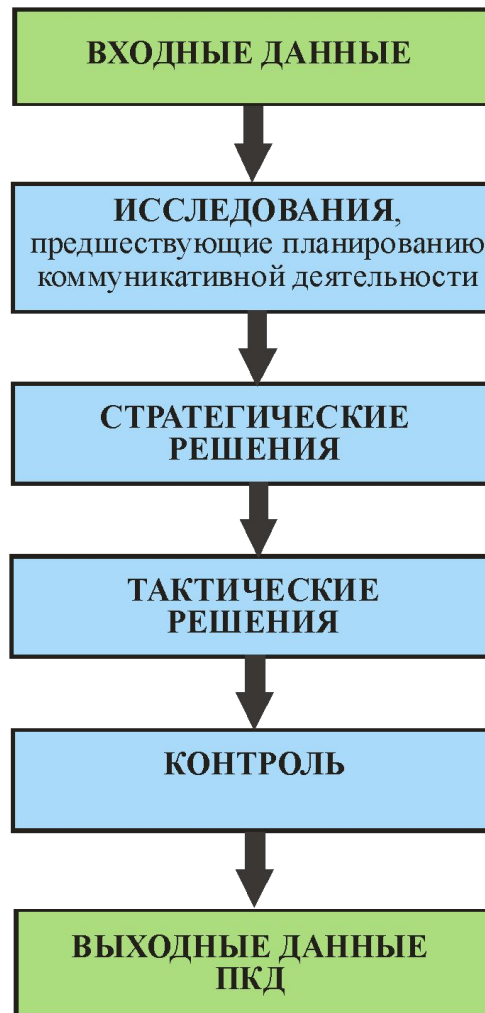 ВХОДНЫЕ ДАННЫЕ
ИССЛЕДОВАНИЯ,
предшествующие планированию
коммуникативной деятельности
СТРАТЕГИЧЕСКИЕ
РЕШЕНИЯ
ТАКТИЧЕСКИЕ
РЕШЕНИЯ
КОНТРОЛЬ
ВЫХОДНЫЕ ДАННЫЕ
ПКД